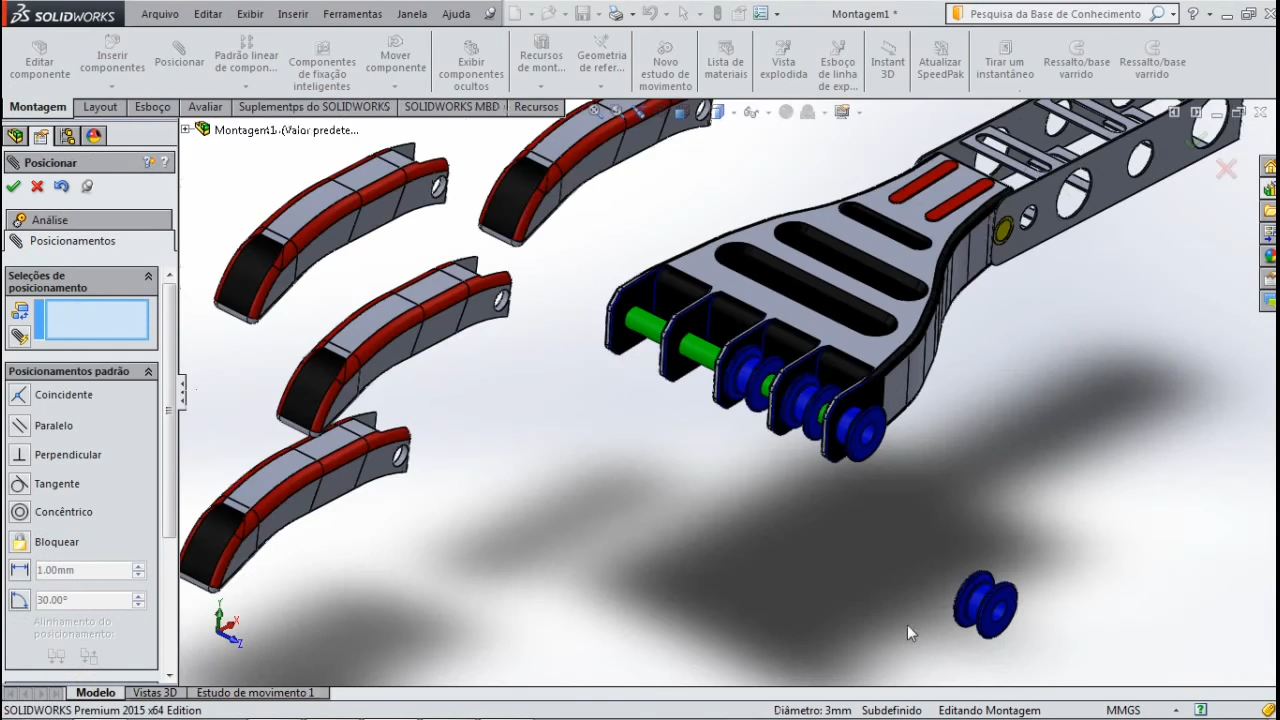 SOLIDWORKS Arquivo Editar Exibir Inserir Ferramentas Janela Ajuda Montagem1 * Pesquisa da Base de Conhecimento
Editar componente
Inserir componentes
Posicionar
Padrão linear de compon...
Componentes de fixação inteligentes
Mover componente
Exibir componentes ocultos
Recursos de mont...
Geometria de refer...
Novo estudo de movimento
Lista de materiais
Vista explodida
Esboço de linha de exp...
Instant 3D
Atualizar SpeedPak
Tirar um instantâneo
Ressalto/base varrido
Ressalto/base varrido
Montagem Layout Esboço Avaliar Suplementps do SOLIDWORKS SOLIDWORKS MBD Recursos
Montagem1 (Valor predete...
Posicionar
Análise
Posicionamentos
Seleções de
posicionamento
Posicionamentos padrão
Coincidente
Paralelo
Perpendicular
Tangente
Concêntrico
Bloquear
1.00mm
30.00°
Alinhamento do
posicionamento:
Y
X
Z
Modelo Vistas 3D Estudo de movimento 1
SOLIDWORKS Premium 2015 x64 Edition Diâmetro: 3mm Subdefinido Editando Montagem MMGS